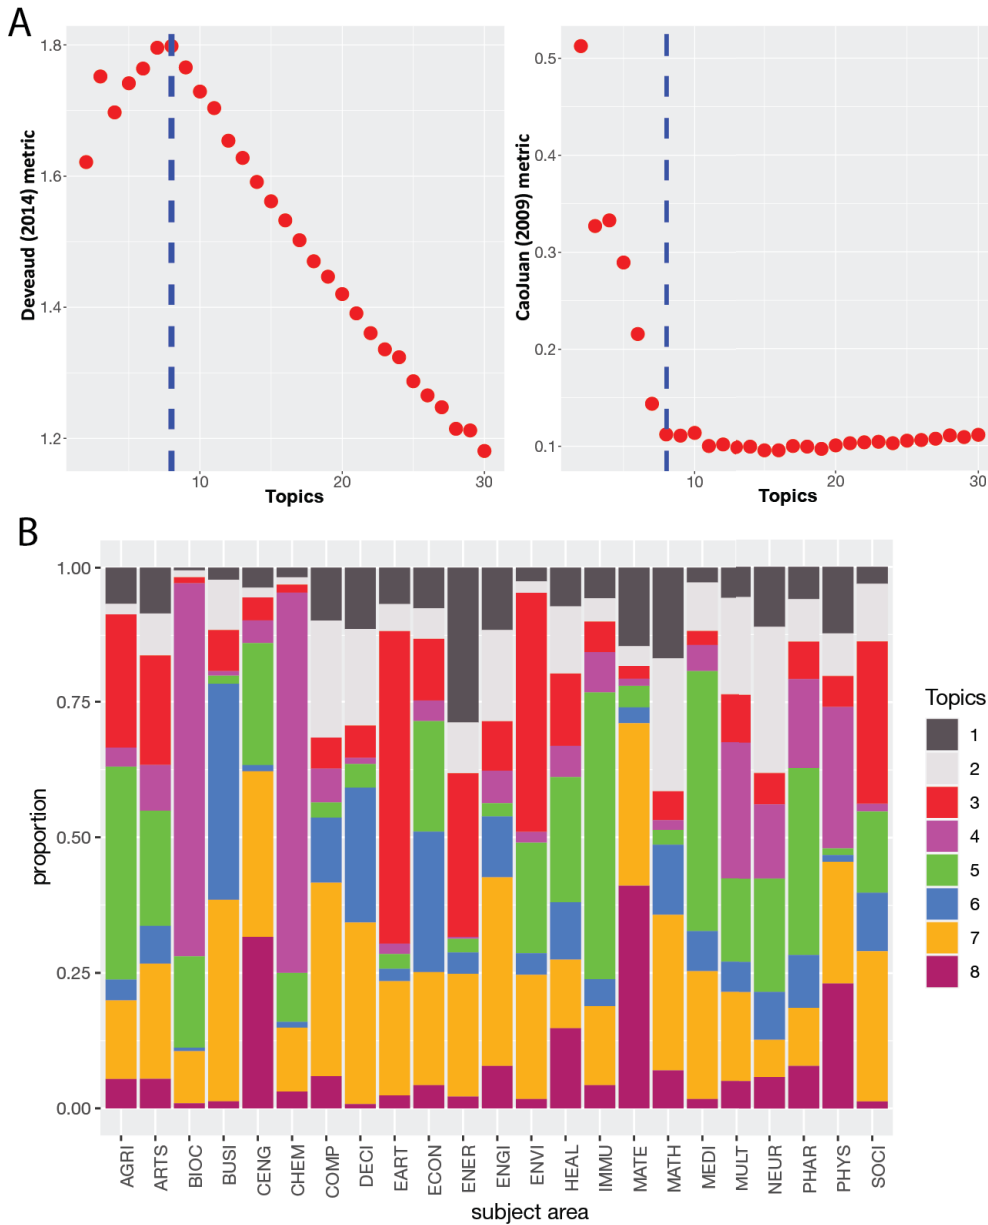 A
Deveaud (2014) metric
1.8
1.6
1.4
1.2
10
20
30
Topics
CaoJuan (2009) metric
0.5
0.4
0.3
0.2
0.1
10
20
30
Topics
B
proportion
1.00
0.75
0.50
0.25
0.00
AGRI
ARTS
BIOC
BUSI
CENG
CHEM
COMP
DECI
EART
ECON
ENER
ENGI
ENVI
HEAL
IMMU
MATE
MATH
MEDI
MULT
NEUR
PHAR
PHYS
SOCI
subject area
Topics
1
2
3
4
5
6
7
8